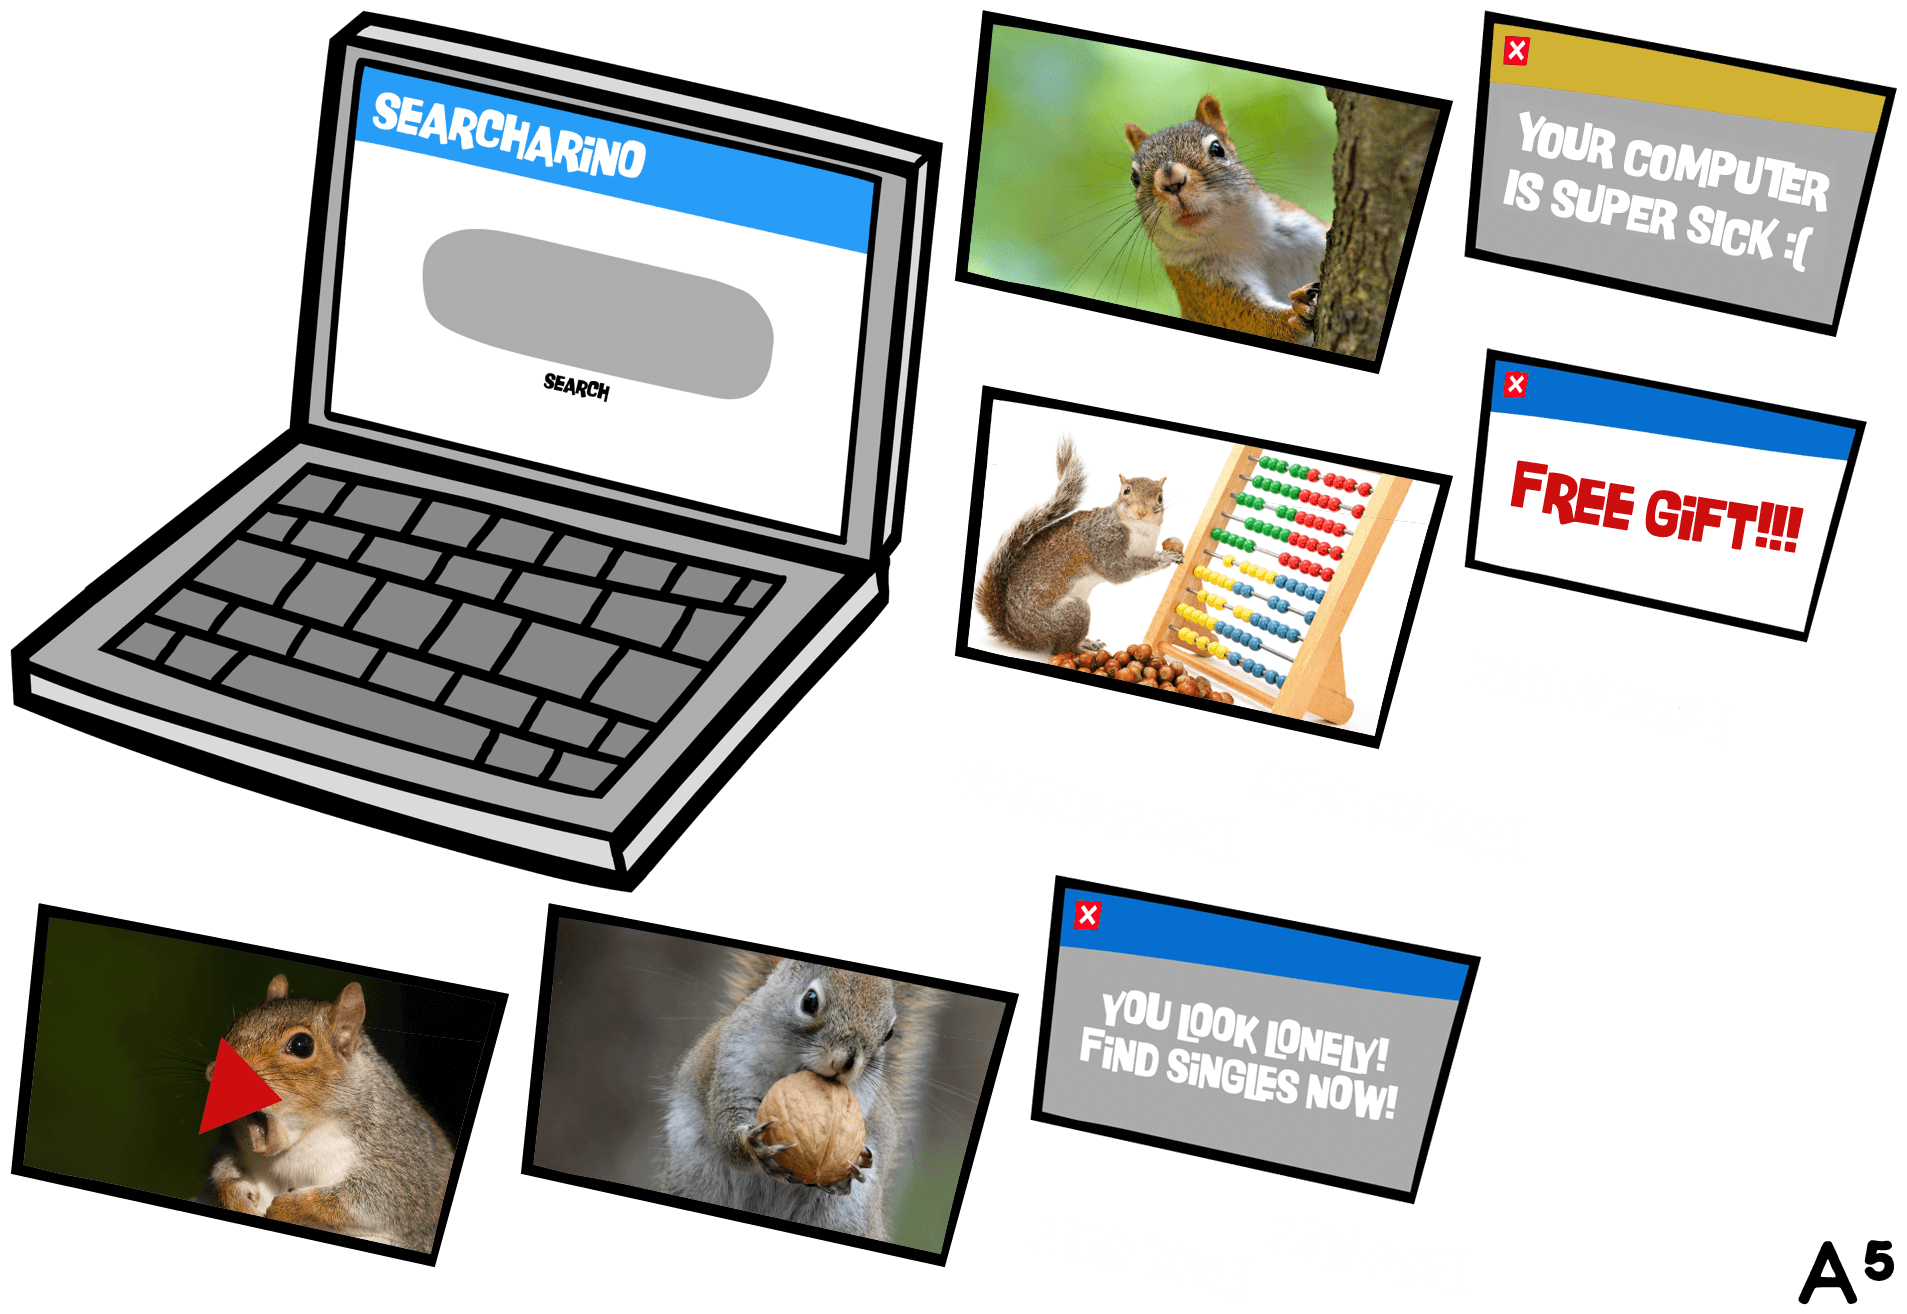 SEARCHARiNO
SEARCH
YOUR COMPUTER
IS SUPER SICK :(
FREE GiFT!!!
YOU LOOK LONELY!
FiND SiNGLES NOW!
A⁵